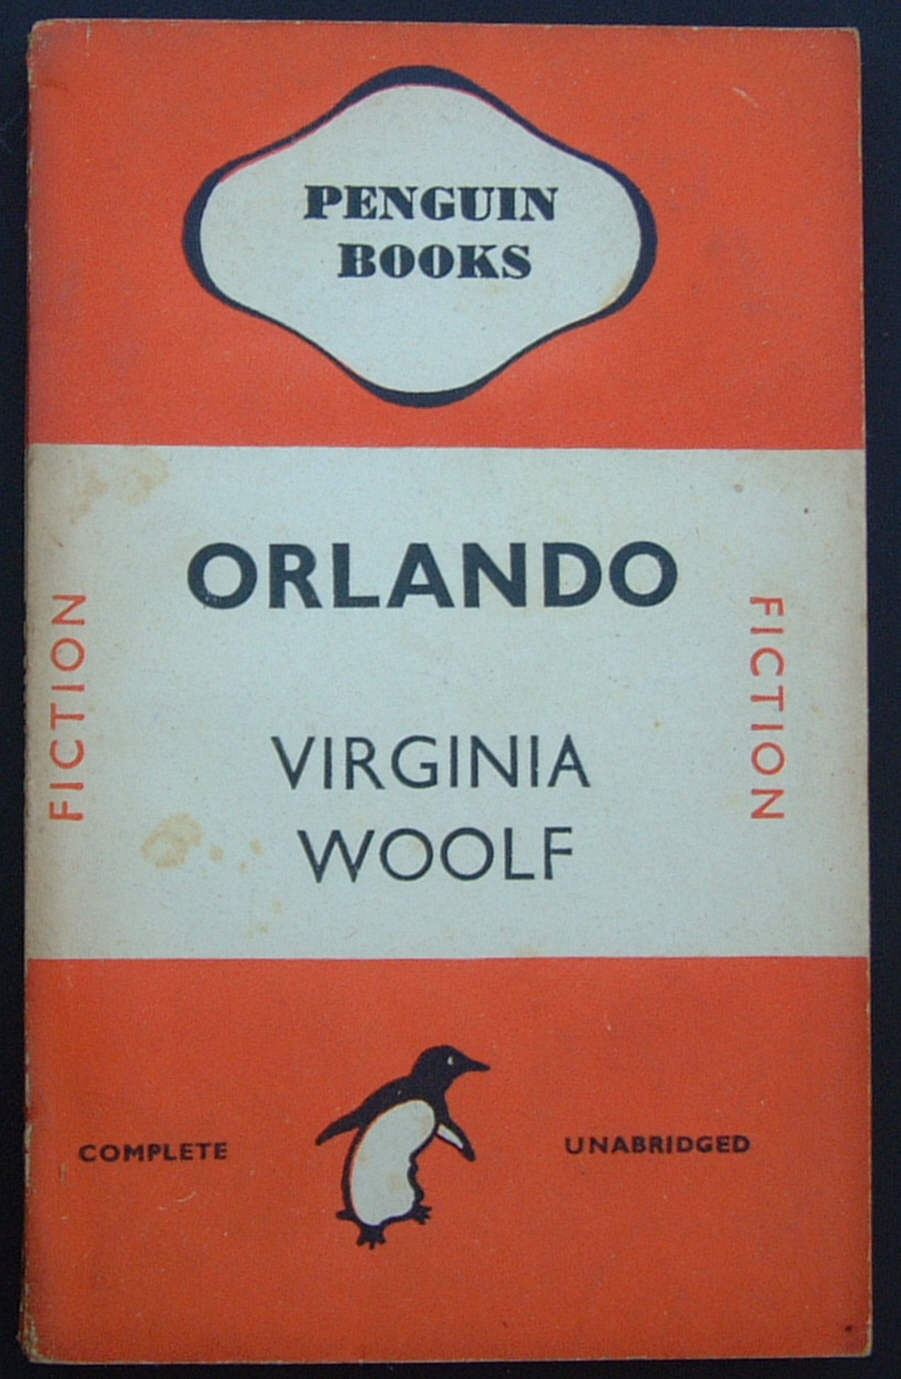 PENGUIN
BOOKS
ORLANDO
FICTION
FICTION
VIRGINIA
WOOLF
COMPLETE
UNABRIDGED